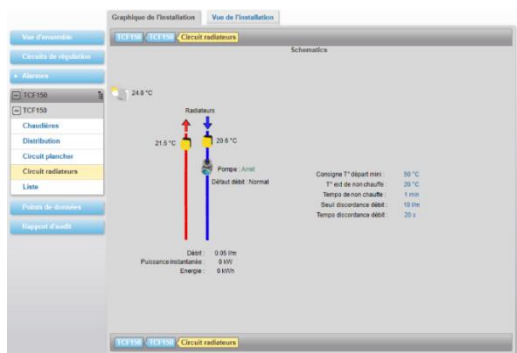 Graphique de l'installation
Vue de l'installation
Vue d'ensemble
Circuits de régulation
Alarmes
TCF150
TCF150
Chaudières
Distribution
Circuit plancher
Circuit radiateurs
Liste
Points de données
Rapport d'audit
TCF150 TCF150 Circuit radiateurs
Schematics
24.8 °C
Radiateurs
21.5 °C
20.8 °C
Pompe : Arret
Défaut débit : Normal
Débit : 0.05 l/m
Puissance instantanée : 0 kW
Energie : 0 kWh
Consigne T° départ mini : 50 °C
T° ext de non chauffe : 20 °C
Tempo de non chauffe : 1 min
Seuil discordance débit : 10 l/m
Tempo discordance débit : 20 s
TCF150 TCF150 Circuit radiateurs